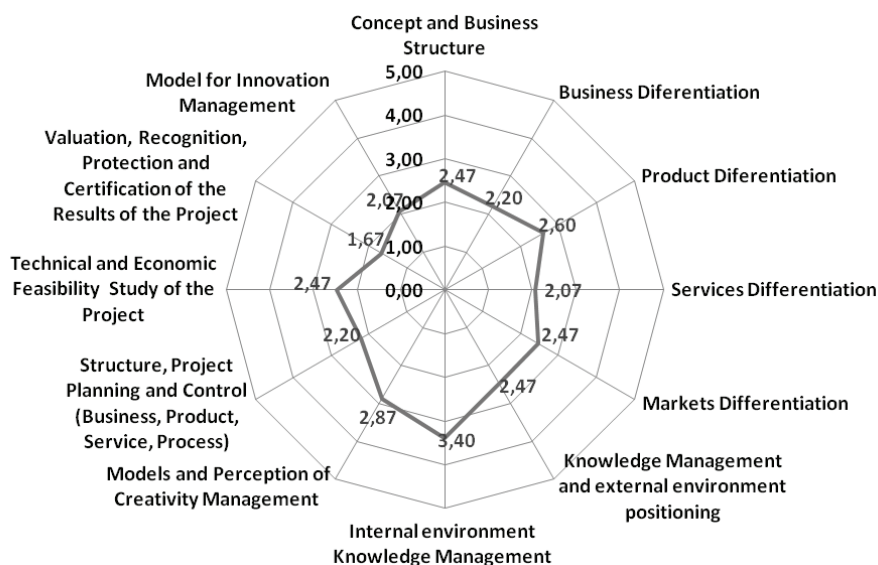 Concept and Business
Structure
5,00
4,00
3,00
2,00
1,00
0,00
Business Diferentiation
Product Diferentiation
Services Differentiation
Markets Differentiation
Knowledge Management
and external environment
positioning
Internal environment
Knowledge Management
Models and Perception of
Creativity Management
Structure, Project
Planning and Control
(Business, Product,
Service, Process)
Technical and Economic
Feasibility Study of the
Project
Valuation, Recognition,
Protection and
Certification of the
Results of the Project
Model for Innovation
Management
2,47
2,20
2,60
2,07
2,47
2,47
3,40
2,87
2,20
2,47
1,67
2,07